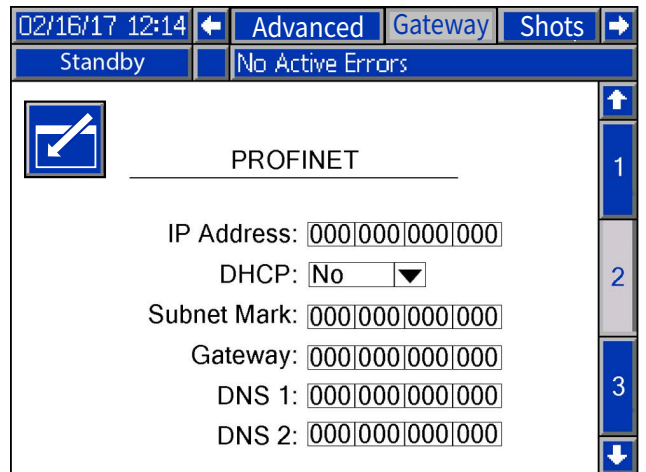 02/16/17 12:14 Advanced Gateway Shots
Standby No Active Errors
PROFINET
1
IP Address: 000 000 000 000
DHCP: No
2
Subnet Mark: 000 000 000 000
Gateway: 000 000 000 000
DNS 1: 000 000 000 000
3
DNS 2: 000 000 000 000